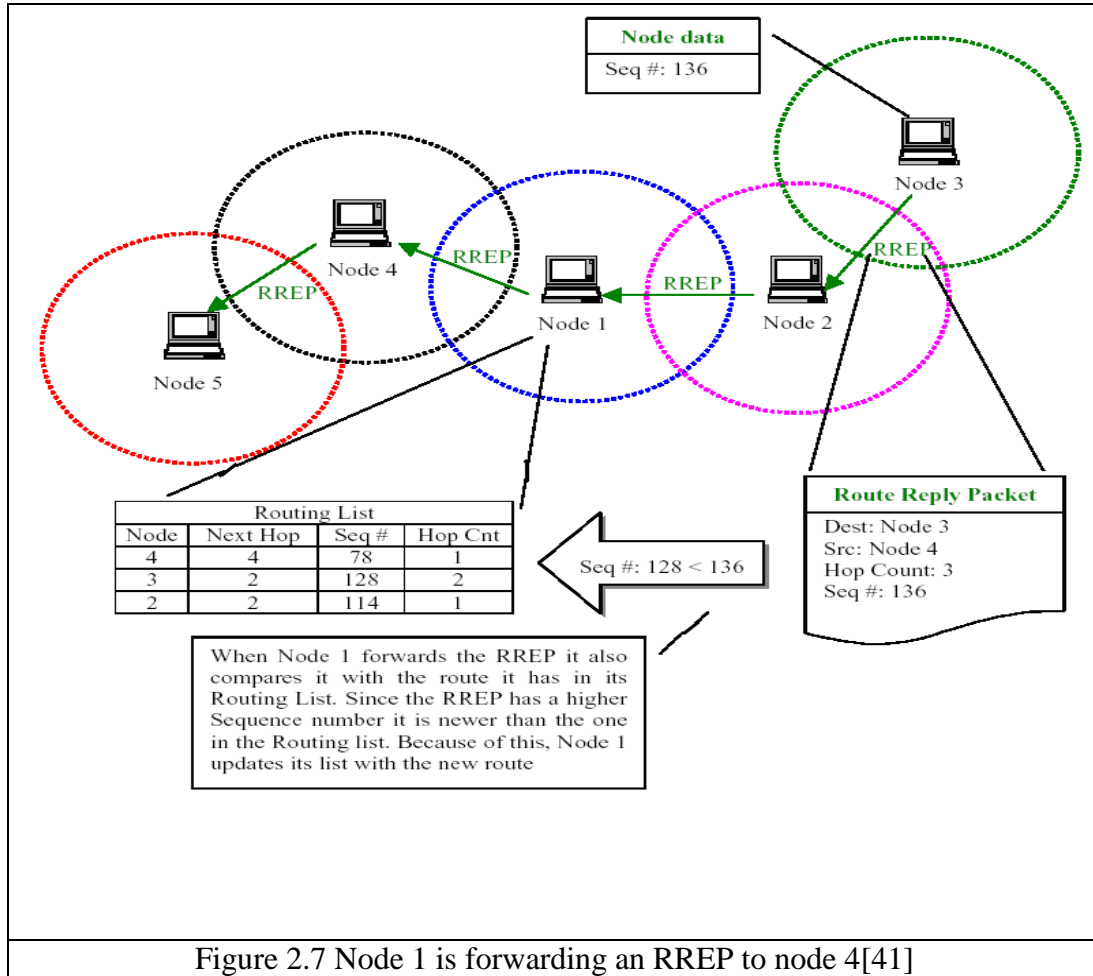 Node data
Seq #: 136
Node 3
RREP
Node 4
RREP
RREP
RREP
Node 1
Node 2
Node 5
Routing List
Node Next Hop Seq # Hop Cnt
4 4 78 1
3 2 128 2
2 2 114 1
Seq #: 128 < 136
Route Reply Packet
Dest: Node 3
Src: Node 4
Hop Count: 3
Seq #: 136
When Node 1 forwards the RREP it also
compares it with the route it has in its
Routing List. Since the RREP has a higher
Sequence number it is newer than the one
in the Routing list. Because of this, Node 1
updates its list with the new route
Figure 2.7 Node 1 is forwarding an RREP to node 4[41]